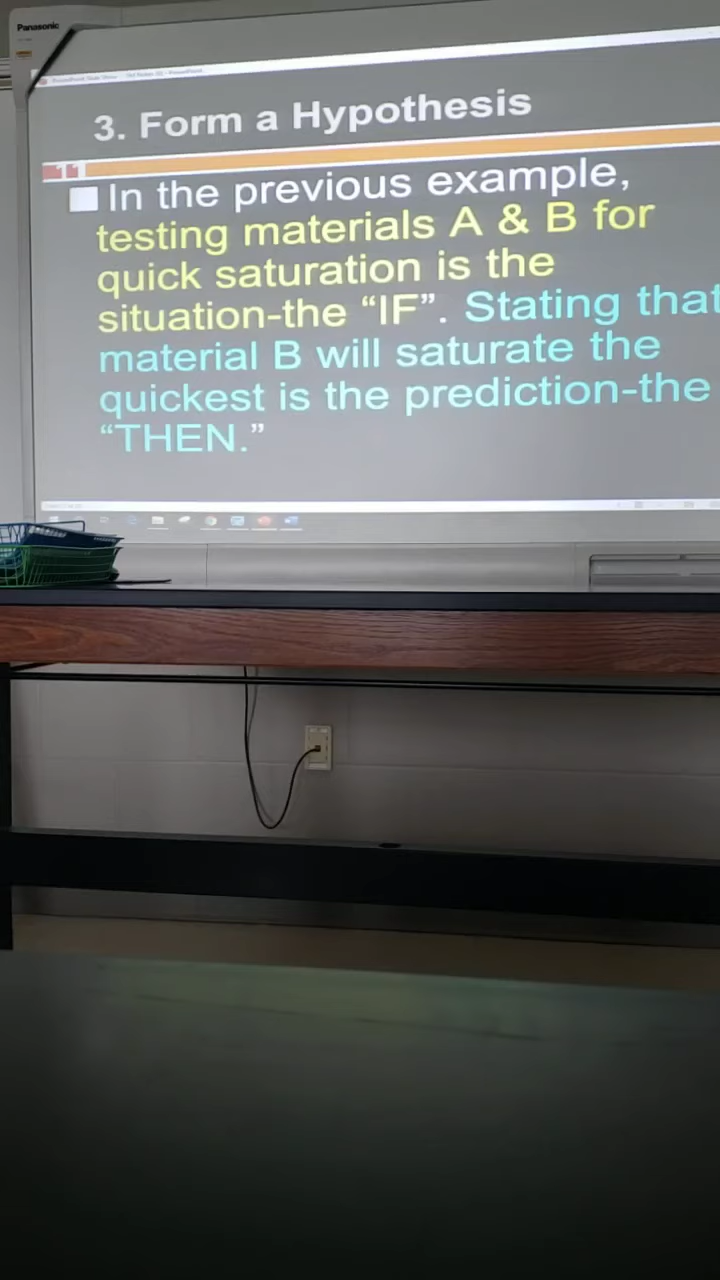 Panasonic
3. Form a Hypothesis
11
In the previous example,
testing materials A & B for
quick saturation is the
situation-the “IF”. Stating that
material B will saturate the
quickest is the prediction-the
“THEN.”